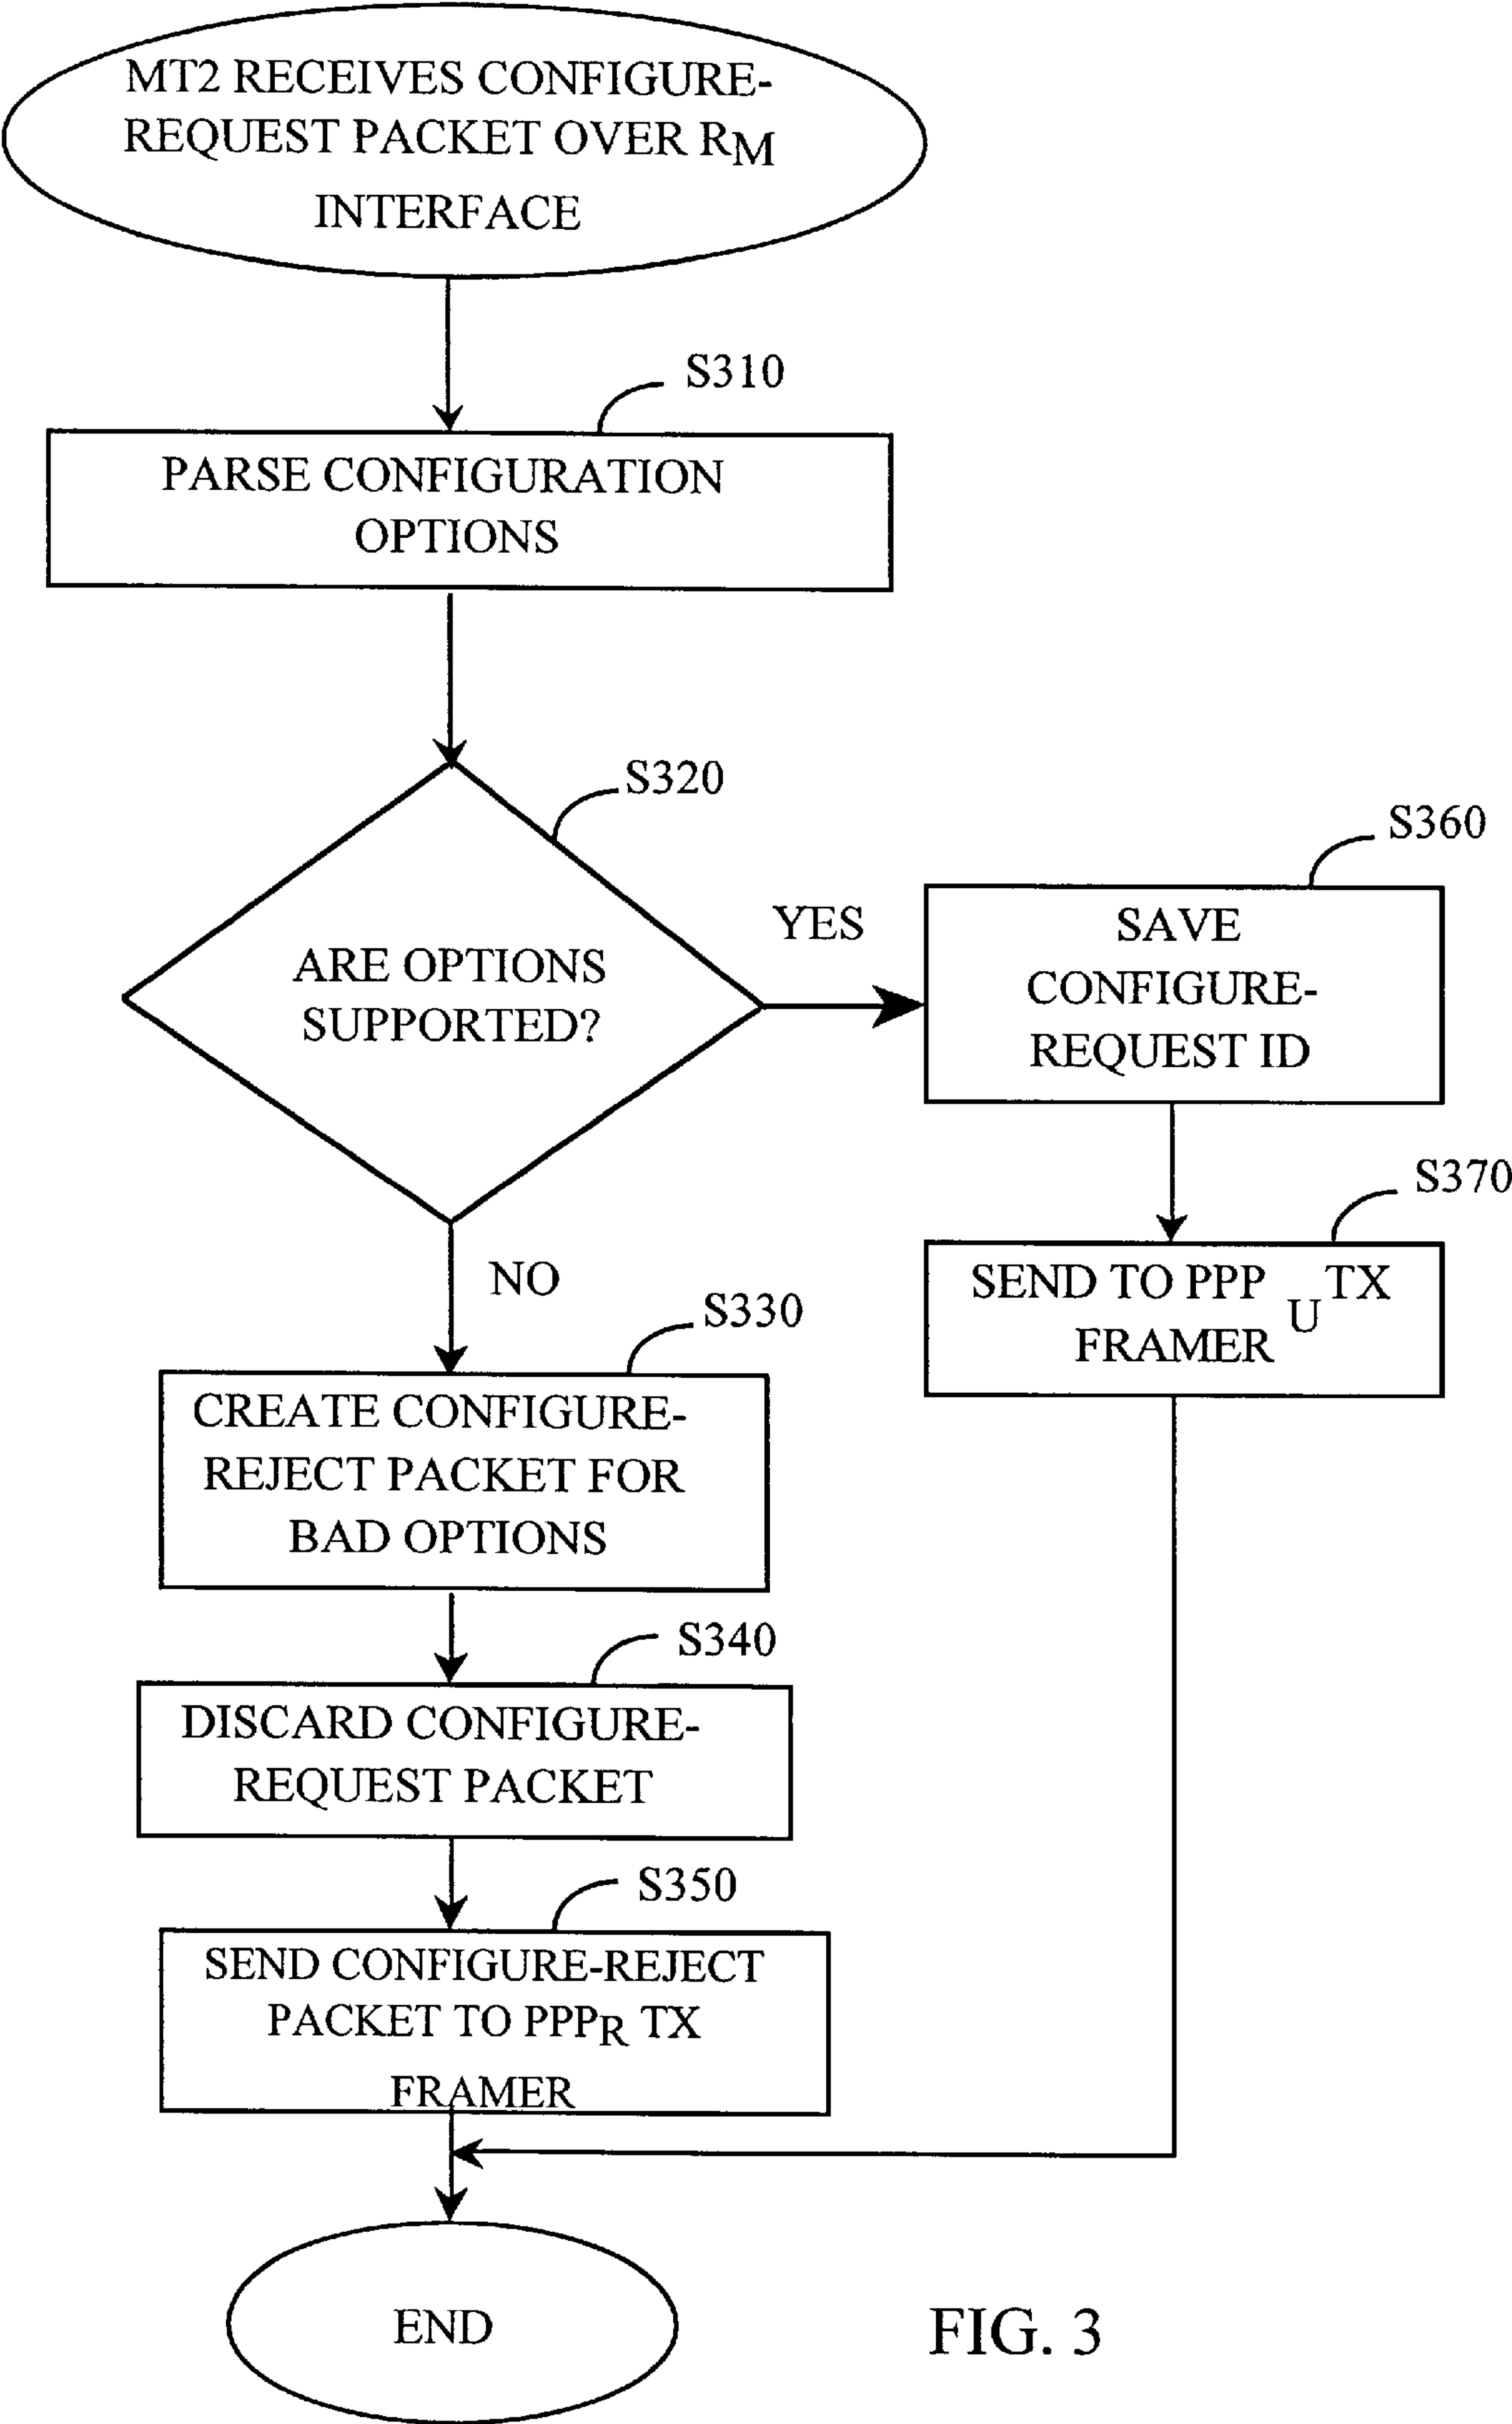 MT2 RECEIVES CONFIGURE-
REQUEST PACKET OVER RM
INTERFACE
S310
PARSE CONFIGURATION
OPTIONS
S320
ARE OPTIONS
SUPPORTED?
YES
S360
SAVE
CONFIGURE-
REQUEST ID
S370
SEND TO PPP U TX
FRAMER
NO
S330
CREATE CONFIGURE-
REJECT PACKET FOR
BAD OPTIONS
S340
DISCARD CONFIGURE-
REQUEST PACKET
S350
SEND CONFIGURE-REJECT
PACKET TO PPPR TX
FRAMER
END
FIG. 3